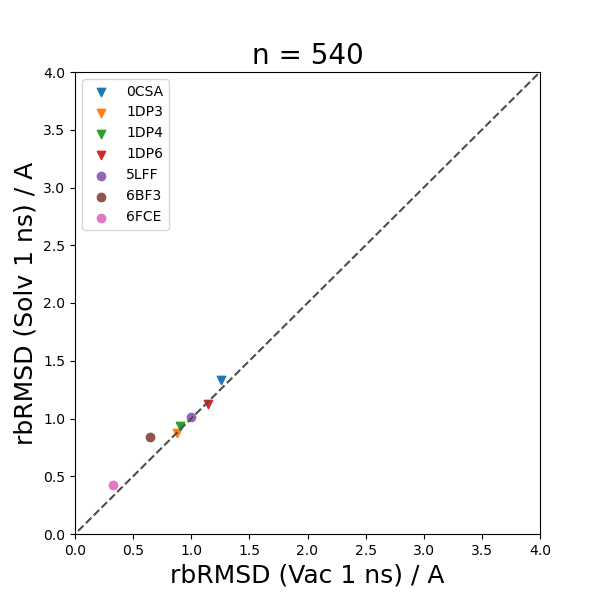 n = 540
rbRMSD (Solv 1 ns) / A
4.0
3.5
3.0
2.5
2.0
1.5
1.0
0.5
0.0
0CSA
1DP3
1DP4
1DP6
5LFF
6BF3
6FCE
0.0 0.5 1.0 1.5 2.0 2.5 3.0 3.5 4.0
rbRMSD (Vac 1 ns) / A